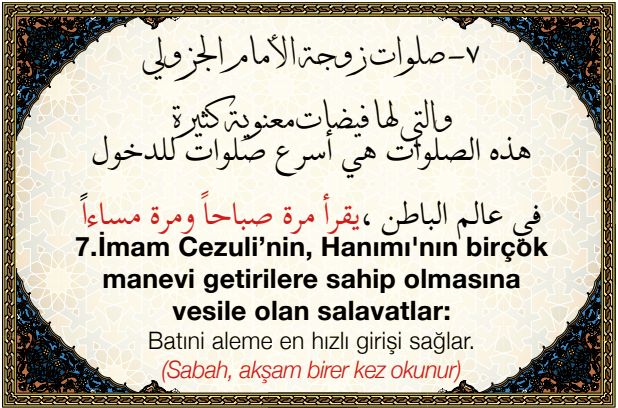 ٧-صلوات زوجة الأمام الجزولي
والتي لها فيضات معنوية كثيرة
هذه الصلوات هي أسرع صلوات للدخول
في عالم الباطن ،يقرأ مرة صباحاً ومرة مساءاً
7.İmam Cezuli’nin, Hanımı'nın birçok
manevi getirilere sahip olmasına
vesile olan salavatlar:
Batıni aleme en hızlı girişi sağlar.
(Sabah, akşam birer kez okunur)